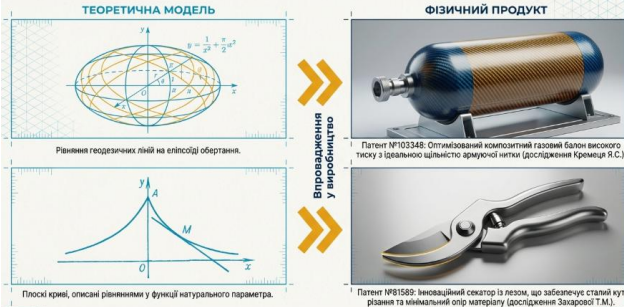 ТЕОРЕТИЧНА МОДЕЛЬ
ФІЗИЧНИЙ ПРОДУКТ
y
x
O
Рівняння геодезичних ліній на еліпсоїді обертання.
Впровадження
у виробництво
Патент №103348: Оптимізований композитний газовий балон високого
тиску з ідеальною щільністю армуючої нитки (дослідження Кремеця Я.С.)
y
A
M
O
x
Плоскі криві, описані рівняннями у функції натурального параметра.
Патент №81589: Інноваційний секатор із лезом, що забезпечує сталий кут
різання та мінімальний опір матеріалу (дослідження Захарової Т.М.).